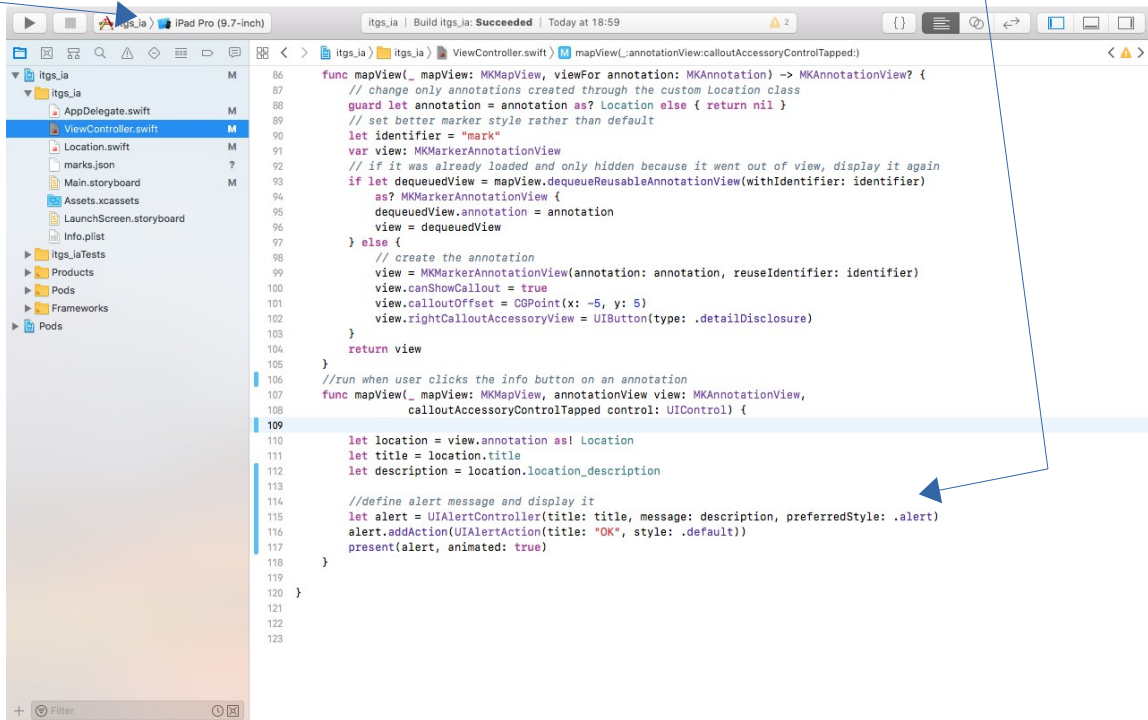 itgs_ia 〉 iPad Pro (9.7-inch)
itgs_ia | Build itgs_ia: Succeeded | Today at 18:59
2
{ }
itgs_ia 〉 itgs_ia 〉 ViewController.swift 〉 M mapView(_:annotationView:calloutAccessoryControlTapped:)
itgs_ia M
itgs_ia
AppDelegate.swift M
ViewController.swift M
Location.swift M
marks.json ?
Main.storyboard M
Assets.xcassets
LaunchScreen.storyboard
Info.plist
itgs_iaTests
Products
Pods
Frameworks
Pods
Filter
86 func mapView(_ mapView: MKMapView, viewFor annotation: MKAnnotation) -> MKAnnotationView? {
87 // change only annotations created through the custom Location class
88 guard let annotation = annotation as? Location else { return nil }
89 // set better marker style rather than default
90 let identifier = "mark"
91 var view: MKMarkerAnnotationView
92 // if it was already loaded and only hidden because it went out of view, display it again
93 if let dequeuedView = mapView.dequeueReusableAnnotationView(withIdentifier: identifier)
94 as? MKMarkerAnnotationView {
95 dequeuedView.annotation = annotation
96 view = dequeuedView
97 } else {
98 // create the annotation
99 view = MKMarkerAnnotationView(annotation: annotation, reuseIdentifier: identifier)
100 view.canShowCallout = true
101 view.calloutOffset = CGPoint(x: -5, y: 5)
102 view.rightCalloutAccessoryView = UIButton(type: .detailDisclosure)
103 }
104 return view
105 }
106 //run when user clicks the info button on an annotation
107 func mapView(_ mapView: MKMapView, annotationView view: MKAnnotationView,
108 calloutAccessoryControlTapped control: UIControl) {
109
110 let location = view.annotation as! Location
111 let title = location.title
112 let description = location.location_description
113
114 //define alert message and display it
115 let alert = UIAlertController(title: title, message: description, preferredStyle: .alert)
116 alert.addAction(UIAlertAction(title: "OK", style: .default))
117 present(alert, animated: true)
118 }
119
120 }
121
122
123